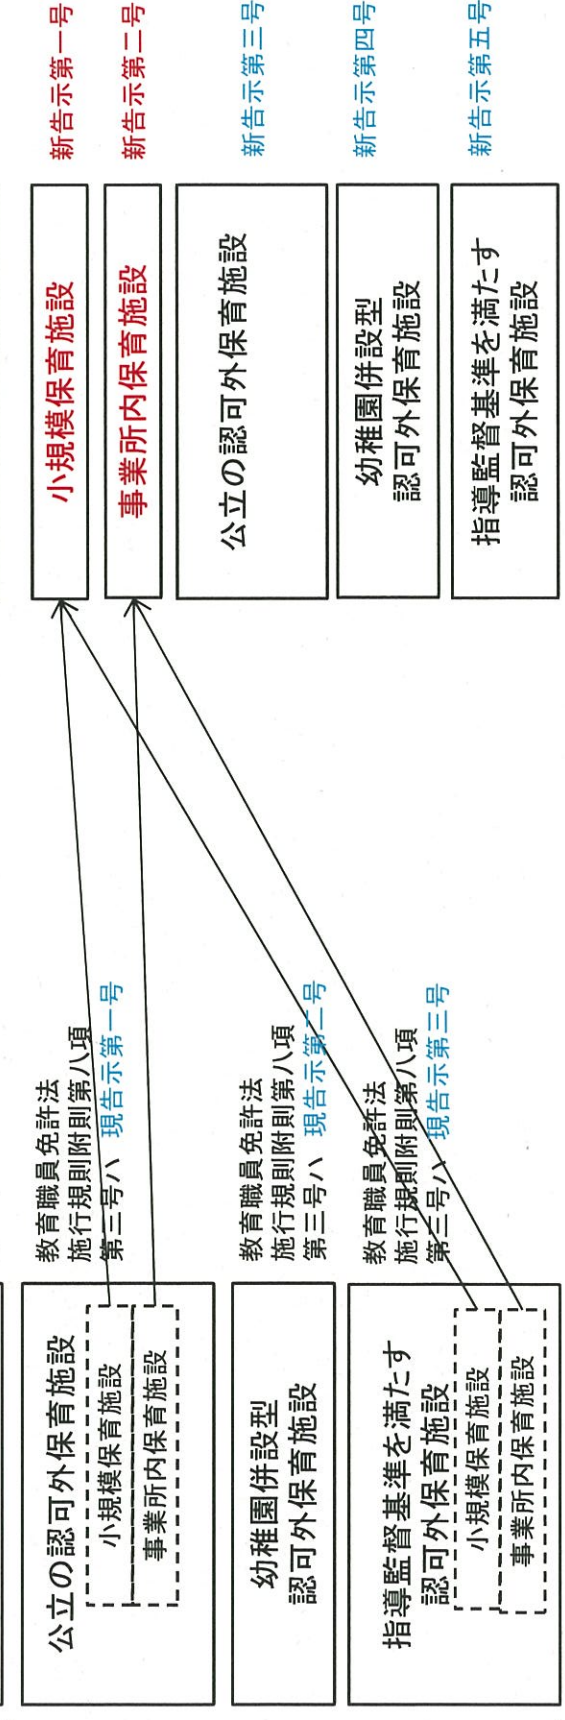 公立の認可外保育施設
小規模保育施設
事業所内保育施設
教育職員免許法
施行規則附則第八項
第三号ハ 現告示第一号
幼稚園併設型
認可外保育施設
教育職員免許法
施行規則附則第八項
第三号ハ 現告示第二号
指導監督基準を満たす
認可外保育施設
小規模保育施設
事業所内保育施設
教育職員免許法
施行規則附則第八項
第三号ハ 現告示第三号
小規模保育施設
新告示第一号
事業所内保育施設
新告示第二号
公立の認可外保育施設
新告示第三号
幼稚園併設型
認可外保育施設
新告示第四号
指導監督基準を満たす
認可外保育施設
新告示第五号